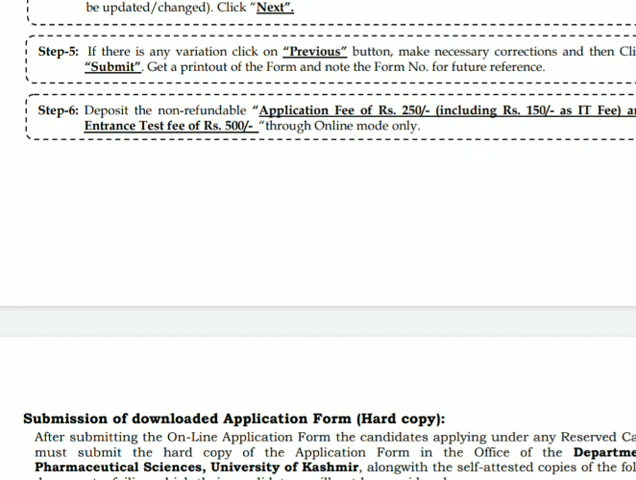 be updated/changed). Click “Next”.
Step-5: If there is any variation click on “Previous” button, make necessary corrections and then
“Submit”. Get a printout of the Form and note the Form No. for future reference.
Step-6: Deposit the non-refundable “Application Fee of Rs. 250/- (including Rs. 150/- as IT Fee)
Entrance Test fee of Rs. 500/- “through Online mode only.
Submission of downloaded Application Form (Hard copy):
After submitting the On-Line Application Form the candidates applying under any Reserved
must submit the hard copy of the Application Form in the Office of the
Pharmaceutical Sciences, University of Kashmir, alongwith the self-attested copies of the